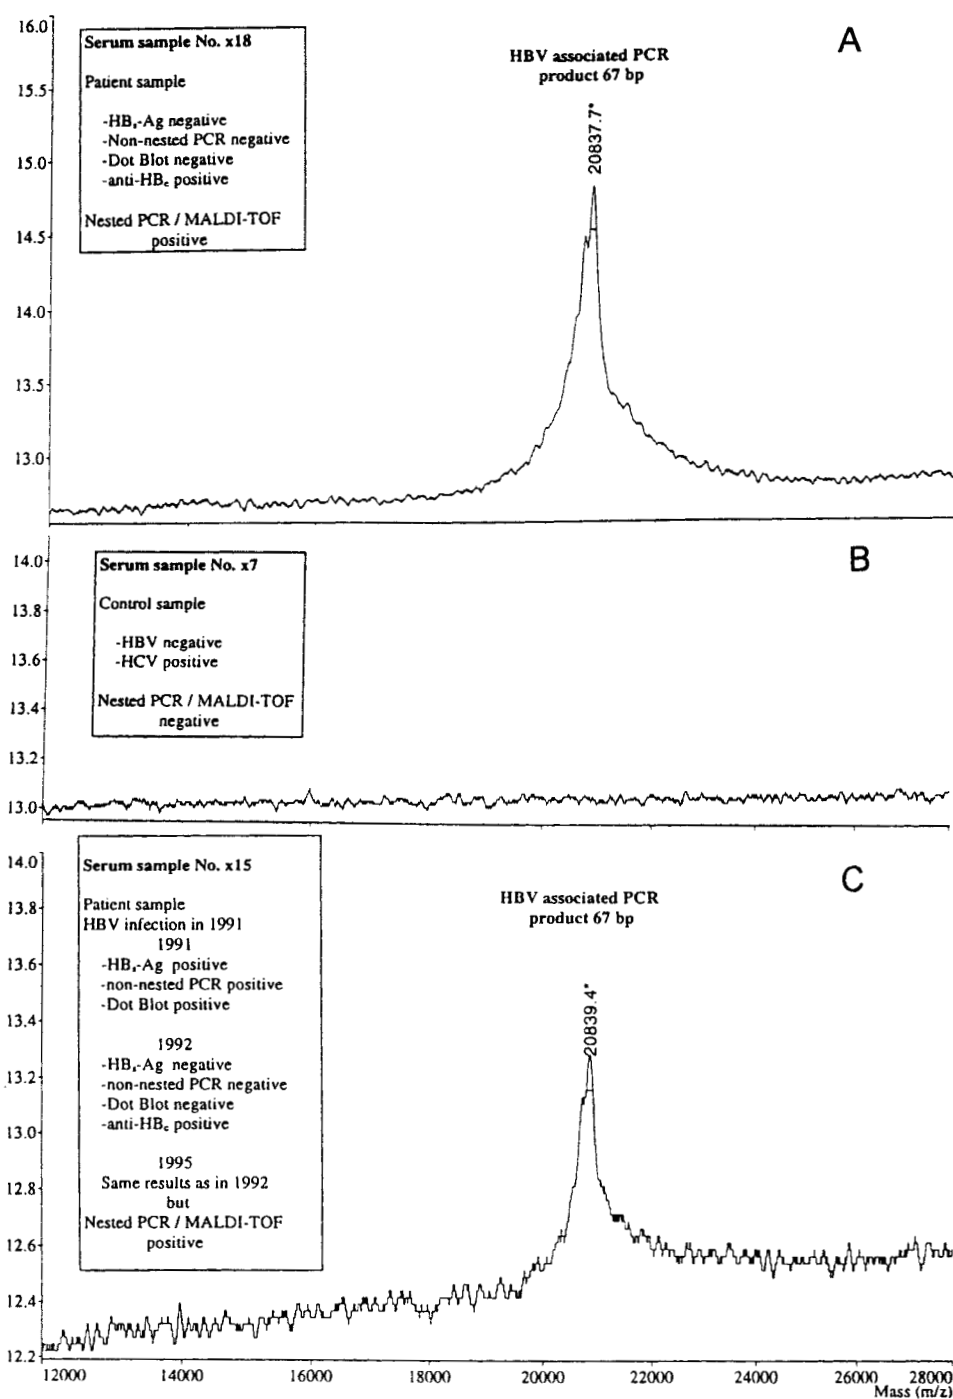 A
16.0
15.5
15.0
14.5
14.0
13.5
13.0
Serum sample No. x18
Patient sample
-HBs-Ag negative
-Non-nested PCR negative
-Dot Blot negative
-anti-HBc positive
Nested PCR / MALDI-TOF
positive
HBV associated PCR
product 67 bp
20837.7*
B
14.0
13.8
13.6
13.4
13.2
13.0
Serum sample No. x7
Control sample
-HBV negative
-HCV positive
Nested PCR / MALDI-TOF
negative
C
14.0
13.8
13.6
13.4
13.2
13.0
12.8
12.6
12.4
12.2
Serum sample No. x15
Patient sample
HBV infection in 1991
1991
-HBs-Ag positive
-non-nested PCR positive
-Dot Blot positive
1992
-HBs-Ag negative
-non-nested PCR negative
-Dot Blot negative
-anti-HBc positive
1995
Same results as in 1992
but
Nested PCR / MALDI-TOF
positive
HBV associated PCR
product 67 bp
20839.4*
12000 14000 16000 18000 20000 22000 24000 26000 28000
Mass (m/z)